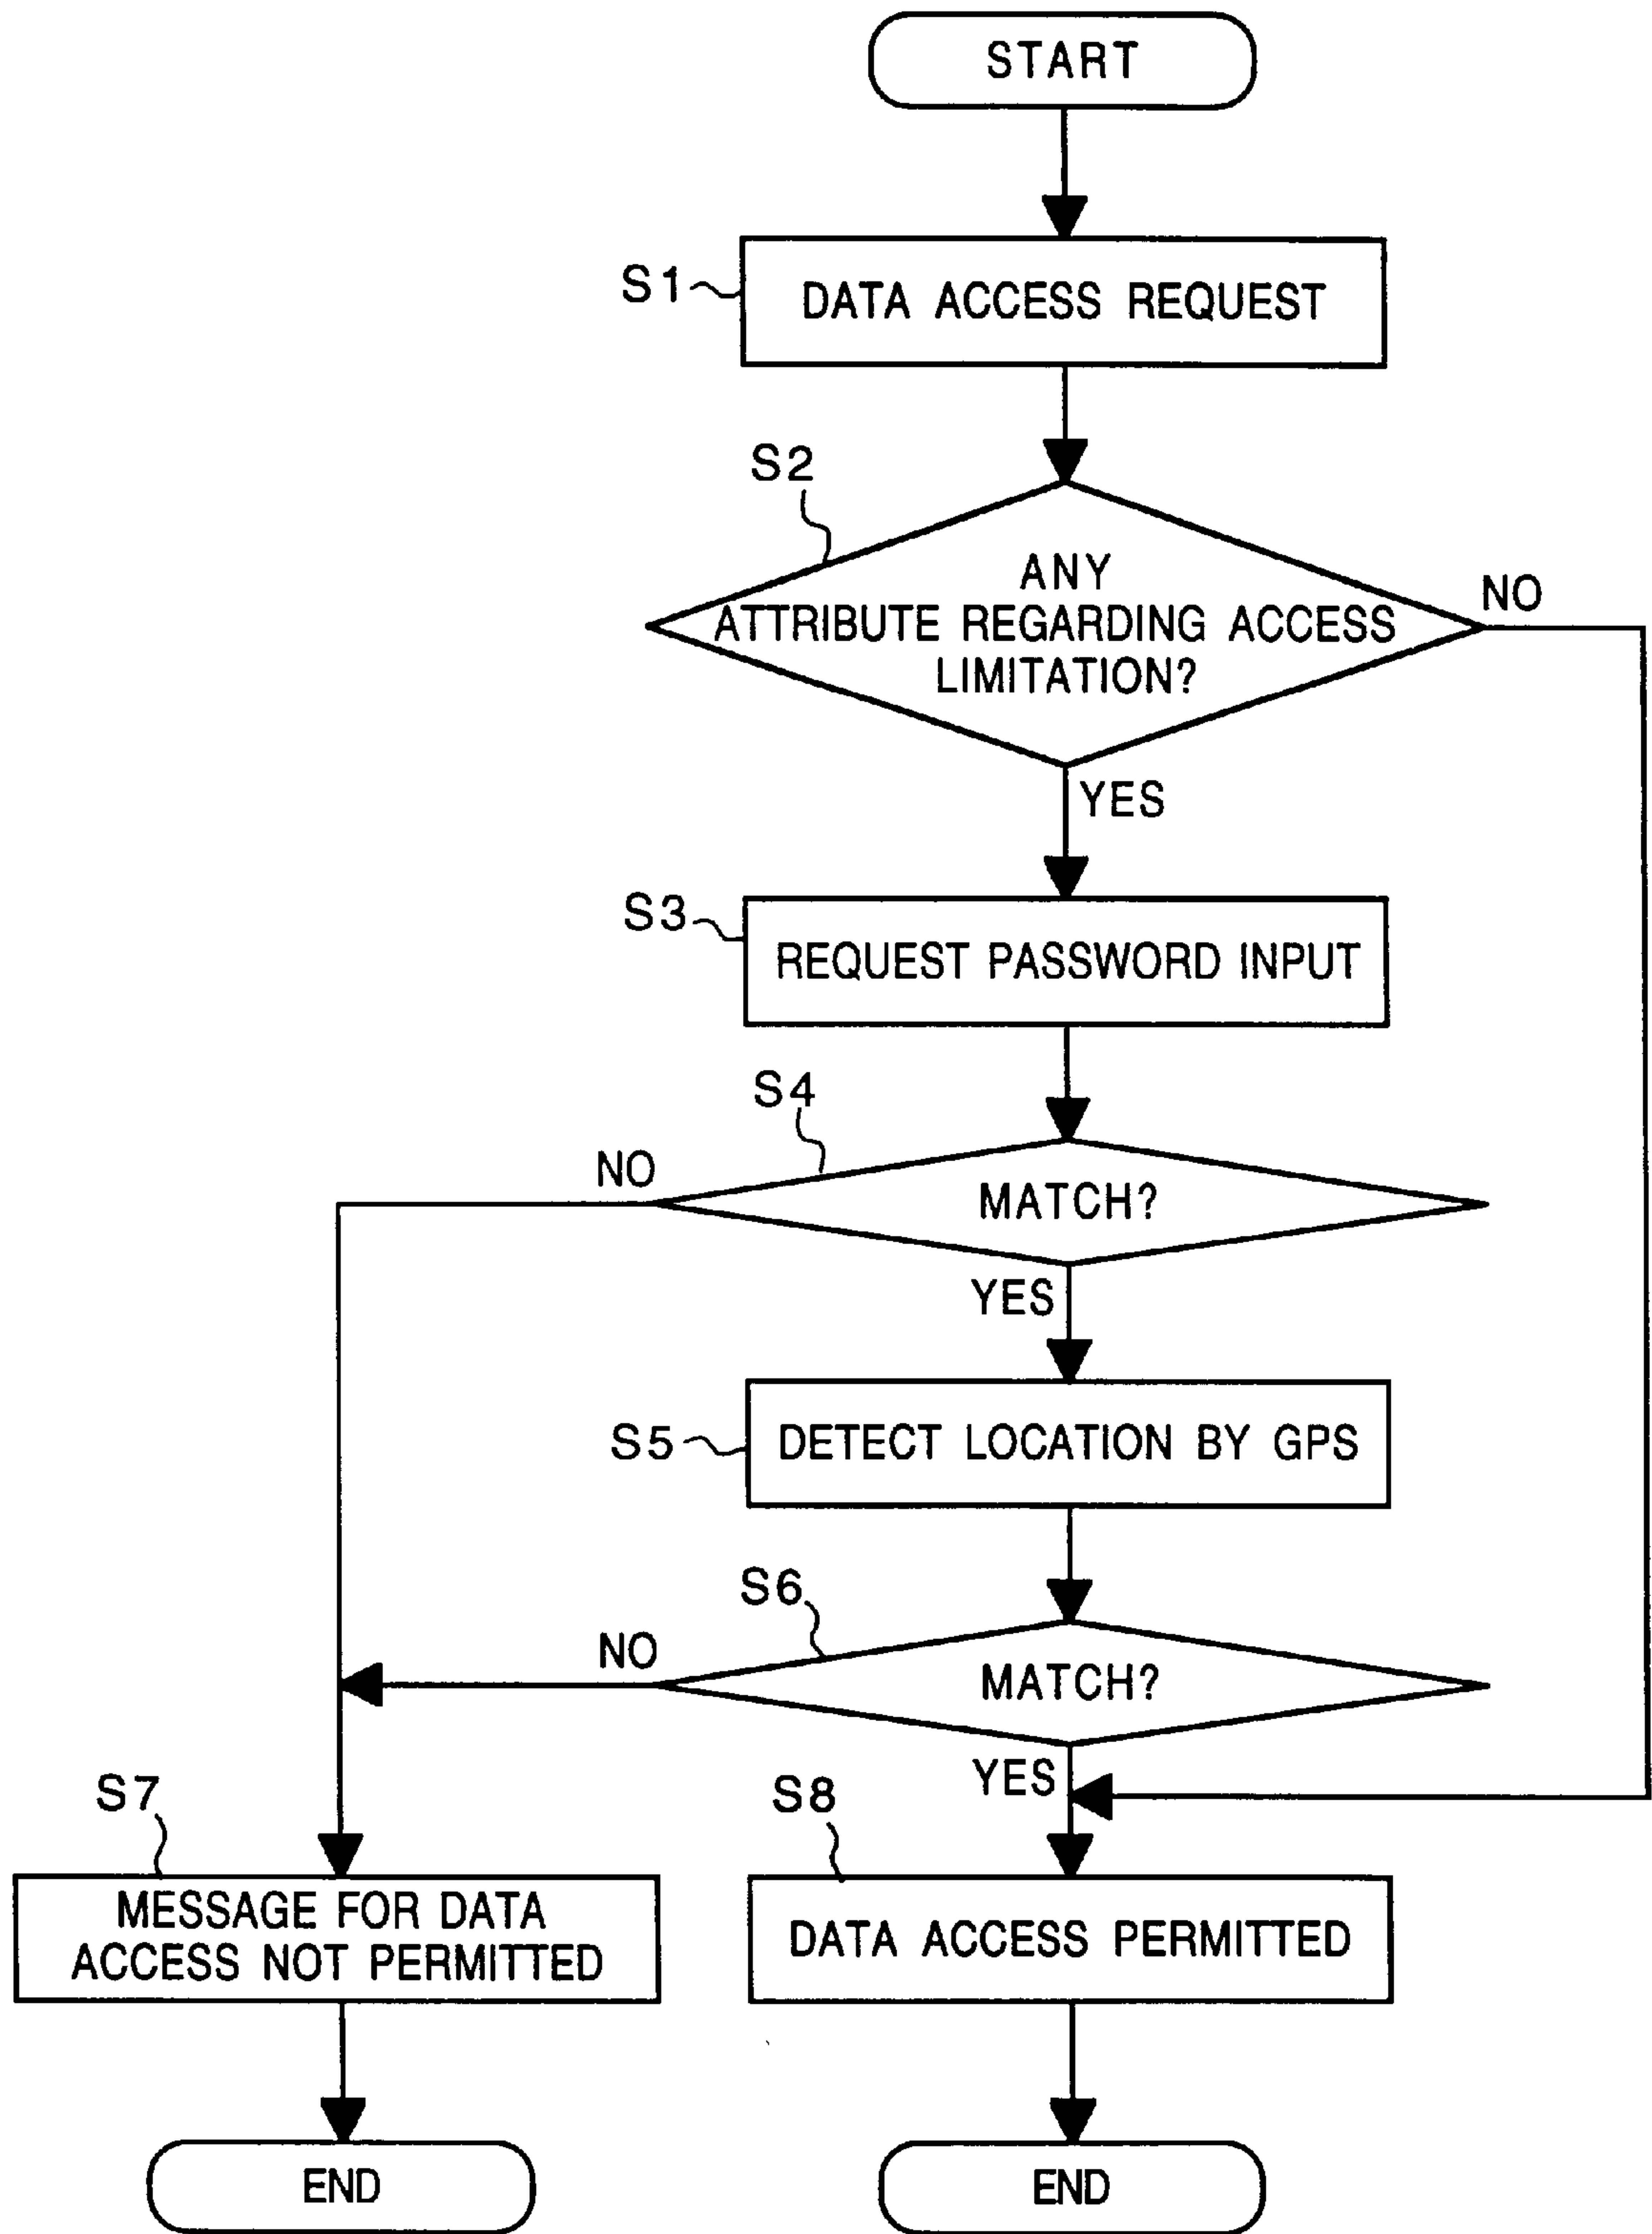 START
S1
DATA ACCESS REQUEST
S2
ANY
ATTRIBUTE REGARDING ACCESS
LIMITATION?
NO
YES
S3
REQUEST PASSWORD INPUT
S4
NO
MATCH?
YES
S5
DETECT LOCATION BY GPS
S6
NO
MATCH?
YES
S7
S8
MESSAGE FOR DATA
ACCESS NOT PERMITTED
DATA ACCESS PERMITTED
END
END